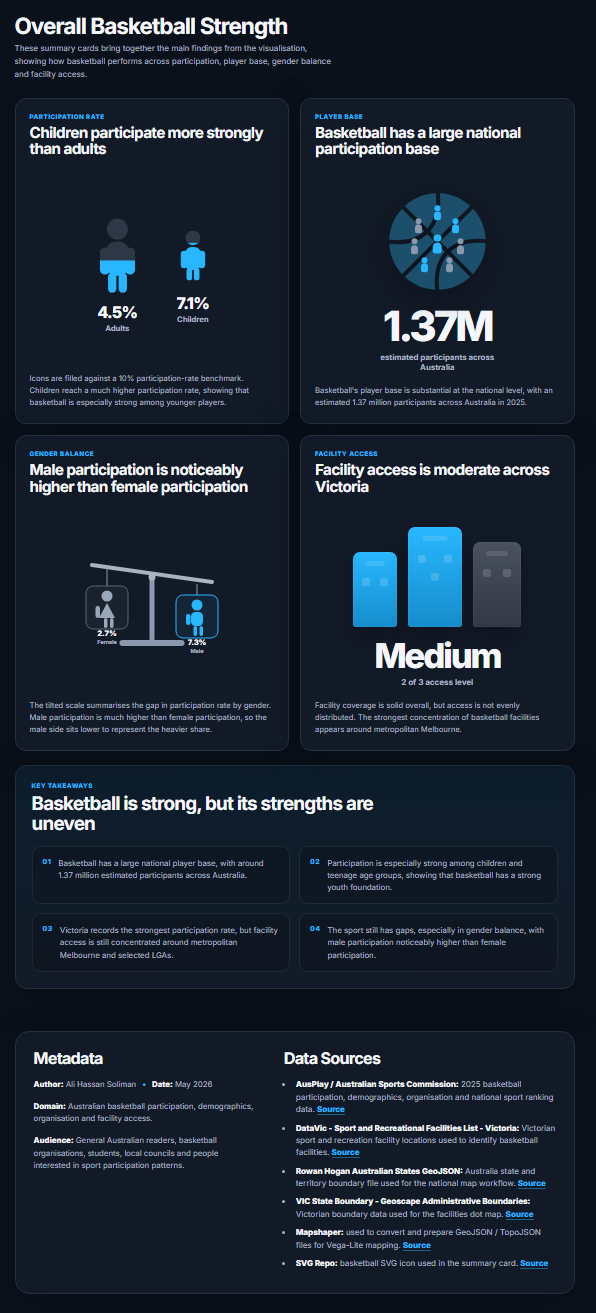 Overall Basketball Strength
These summary cards bring together the main findings from the visualisation,
showing how basketball performs across participation, player base, gender balance
and facility access.
PARTICIPATION RATE
Children participate more strongly
than adults
4.5%
Adults
7.1%
Children
Icons are filled against a 10% participation-rate benchmark.
Children reach a much higher participation rate, showing that
basketball is especially strong among younger players.
PLAYER BASE
Basketball has a large national
participation base
1.37M
estimated participants across
Australia
Basketball's player base is substantial at the national level, with an
estimated 1.37 million participants across Australia in 2025.
GENDER BALANCE
Male participation is noticeably
higher than female participation
2.7%
Female
7.3%
Male
The tilted scale summarises the gap in participation rate by gender.
Male participation is much higher than female participation, so the
male side sits lower to represent the heavier share.
FACILITY ACCESS
Facility access is moderate across
Victoria
Medium
2 of 3 access level
Facility coverage is solid overall, but access is not evenly
distributed. The strongest concentration of basketball facilities
appears around metropolitan Melbourne.
KEY TAKEAWAYS
Basketball is strong, but its strengths are
uneven
01 Basketball has a large national player base, with around
1.37 million estimated participants across Australia.
02 Participation is especially strong among children and
teenage age groups, showing that basketball has a strong
youth foundation.
03 Victoria records the strongest participation rate, but facility
access is still concentrated around metropolitan
Melbourne and selected LGAs.
04 The sport still has gaps, especially in gender balance, with
male participation noticeably higher than female
participation.
Metadata
Author: Ali Hassan Soliman • Date: May 2026
Domain: Australian basketball participation, demographics,
organisation and facility access.
Audience: General Australian readers, basketball
organisations, students, local councils and people
interested in sport participation patterns.
Data Sources
• AusPlay / Australian Sports Commission: 2025 basketball
participation, demographics, organisation and national sport ranking
data. Source
• DataVic - Sport and Recreational Facilities List - Victoria: Victorian
sport and recreation facility locations used to identify basketball
facilities. Source
• Rowan Hogan Australian States GeoJSON: Australia state and
territory boundary file used for the national map workflow. Source
• VIC State Boundary - Geoscape Administrative Boundaries:
Victorian boundary data used for the facilities dot map. Source
• Mapshaper: used to convert and prepare GeoJSON / TopoJSON
files for Vega-Lite mapping. Source
• SVG Repo: basketball SVG icon used in the summary card. Source